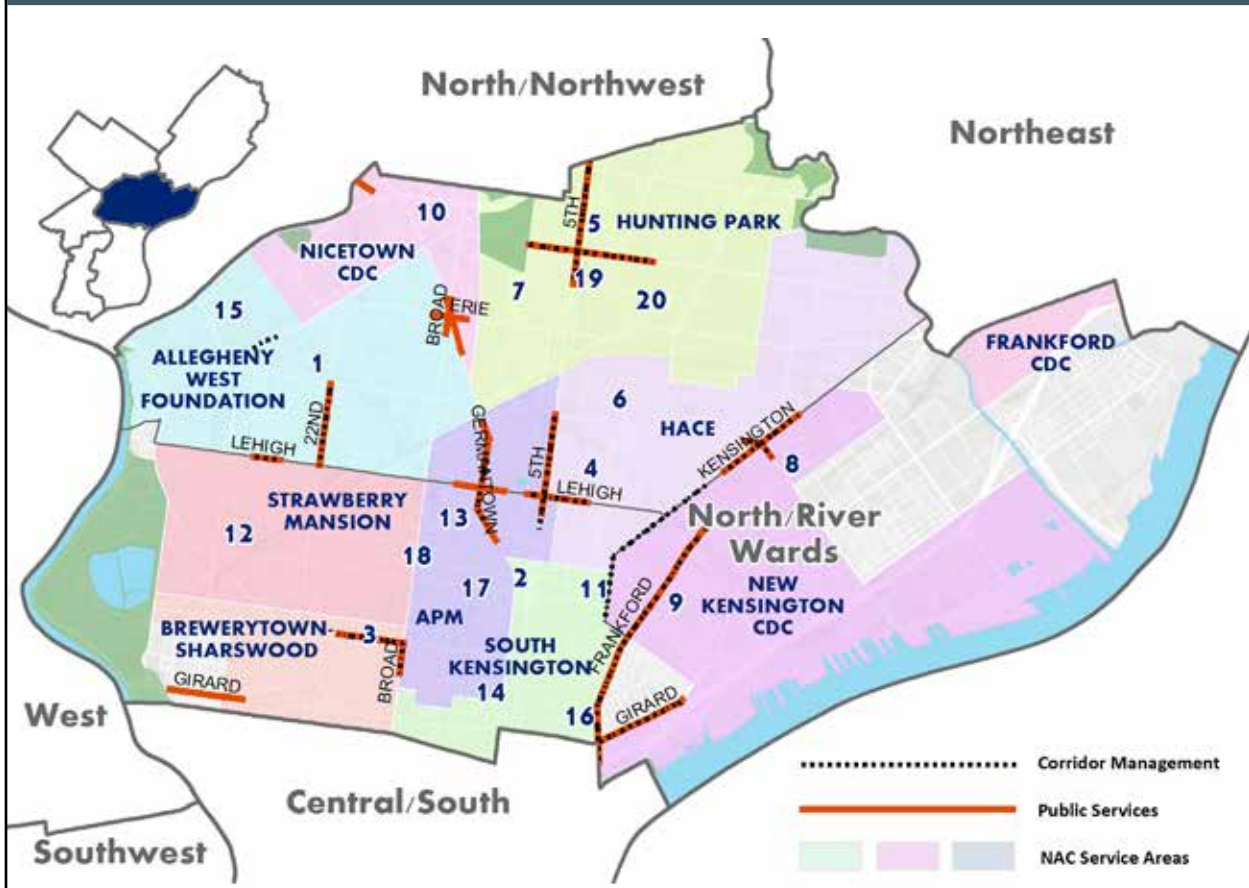 North/Northwest
Northeast
5TH
10
5
HUNTING PARK
NICETOWN
CDC
7
19
20
BROAD
ERIE
15
ALLEGHENY
WEST
FOUNDATION
1
22ND
LEHIGH
FRANKFORD
CDC
6
HACE
GERMANTOWN
5TH
4
LEHIGH
KENSINGTON
8
STRAWBERRY
MANSION
12
13
18
17
2
11
North/River
Wards
9
NEW
KENSINGTON
CDC
FRANKFORD
BREWERYTOWN-
SHARSWOOD
3
APM
BROAD
SOUTH
KENSINGTON
14
GIRARD
16
GIRARD
West
Central/South
Southwest
Corridor Management
Public Services
NAC Service Areas